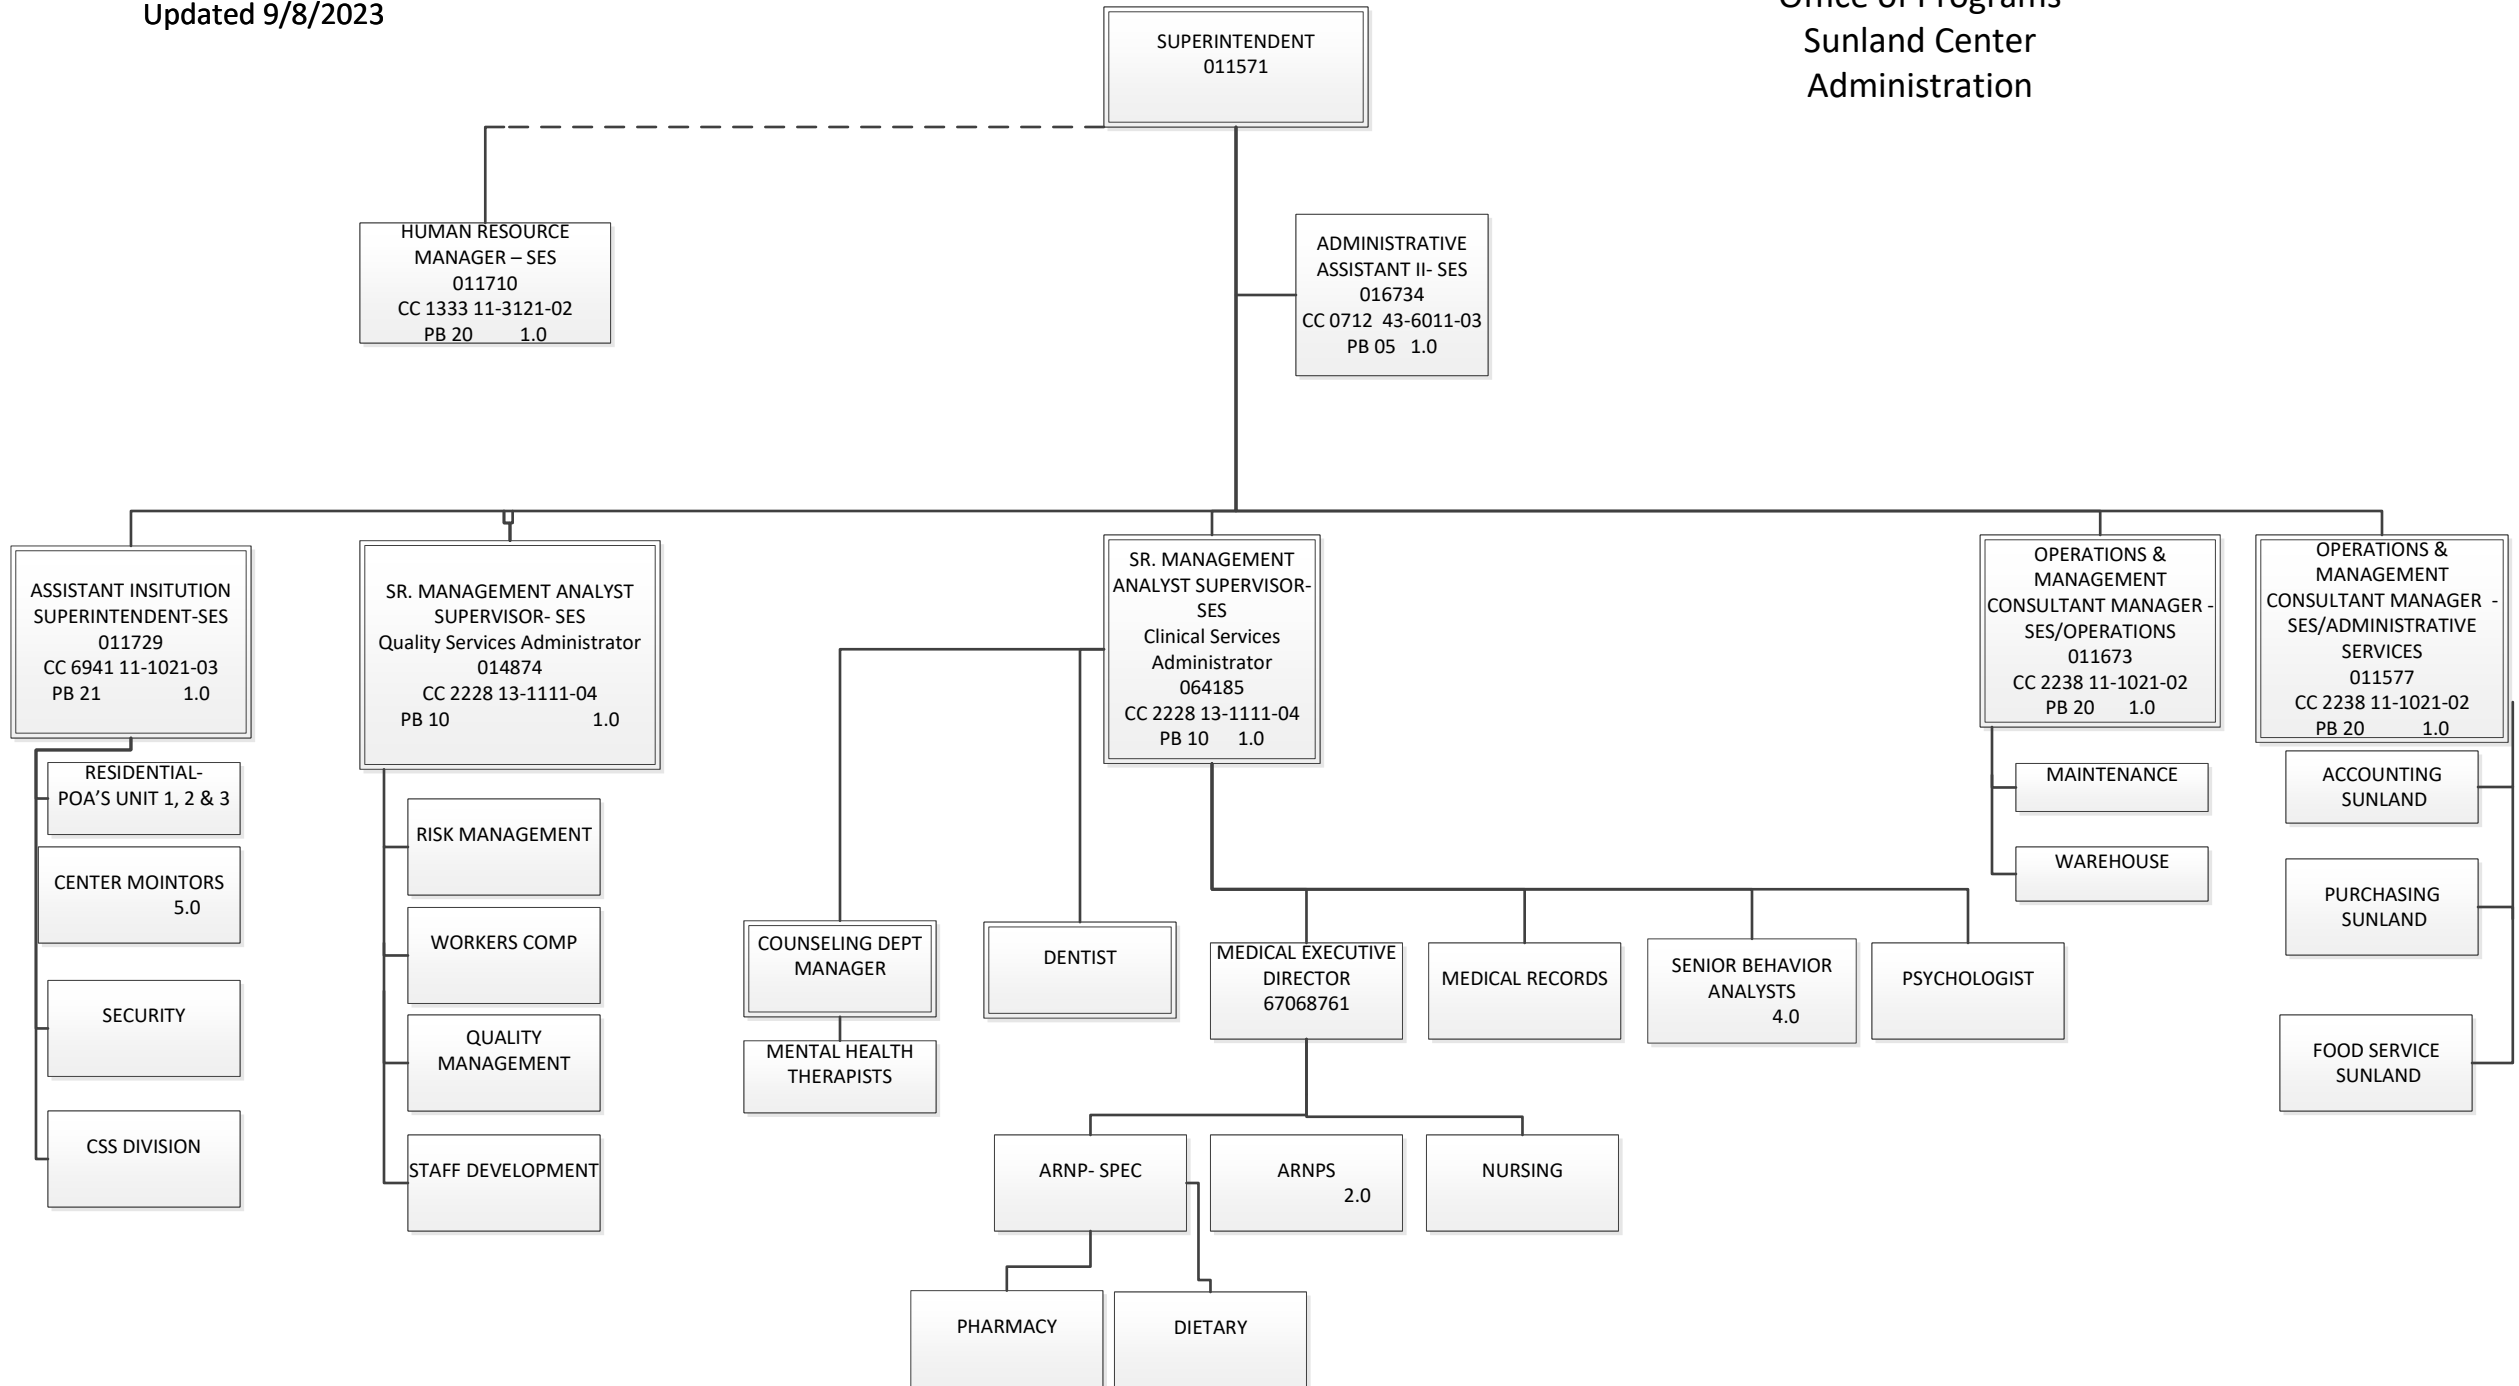 Updated 9/8/2023
Office of Programs
Sunland Center
Administration
SUPERINTENDENT
011571
HUMAN RESOURCE
MANAGER – SES
011710
CC 1333 11-3121-02
PB 20 1.0
ADMINISTRATIVE
ASSISTANT II- SES
016734
CC 0712 43-6011-03
PB 05 1.0
ASSISTANT INSITUTION
SUPERINTENDENT-SES
011729
CC 6941 11-1021-03
PB 21 1.0
RESIDENTIAL-
POA'S UNIT 1, 2 & 3
CENTER MOINTORS
5.0
SECURITY
CSS DIVISION
SR. MANAGEMENT ANALYST
SUPERVISOR- SES
Quality Services Administrator
014874
CC 2228 13-1111-04
PB 10 1.0
RISK MANAGEMENT
WORKERS COMP
QUALITY
MANAGEMENT
STAFF DEVELOPMENT
SR. MANAGEMENT
ANALYST SUPERVISOR-
SES
Clinical Services
Administrator
064185
CC 2228 13-1111-04
PB 10 1.0
COUNSELING DEPT
MANAGER
MENTAL HEALTH
THERAPISTS
DENTIST
MEDICAL EXECUTIVE
DIRECTOR
67068761
MEDICAL RECORDS
SENIOR BEHAVIOR
ANALYSTS
4.0
PSYCHOLOGIST
ARNP- SPEC
ARNPS
2.0
NURSING
PHARMACY
DIETARY
OPERATIONS &
MANAGEMENT
CONSULTANT MANAGER -
SES/OPERATIONS
011673
CC 2238 11-1021-02
PB 20 1.0
MAINTENANCE
WAREHOUSE
OPERATIONS &
MANAGEMENT
CONSULTANT MANAGER -
SES/ADMINISTRATIVE
SERVICES
011577
CC 2238 11-1021-02
PB 20 1.0
ACCOUNTING
SUNLAND
PURCHASING
SUNLAND
FOOD SERVICE
SUNLAND